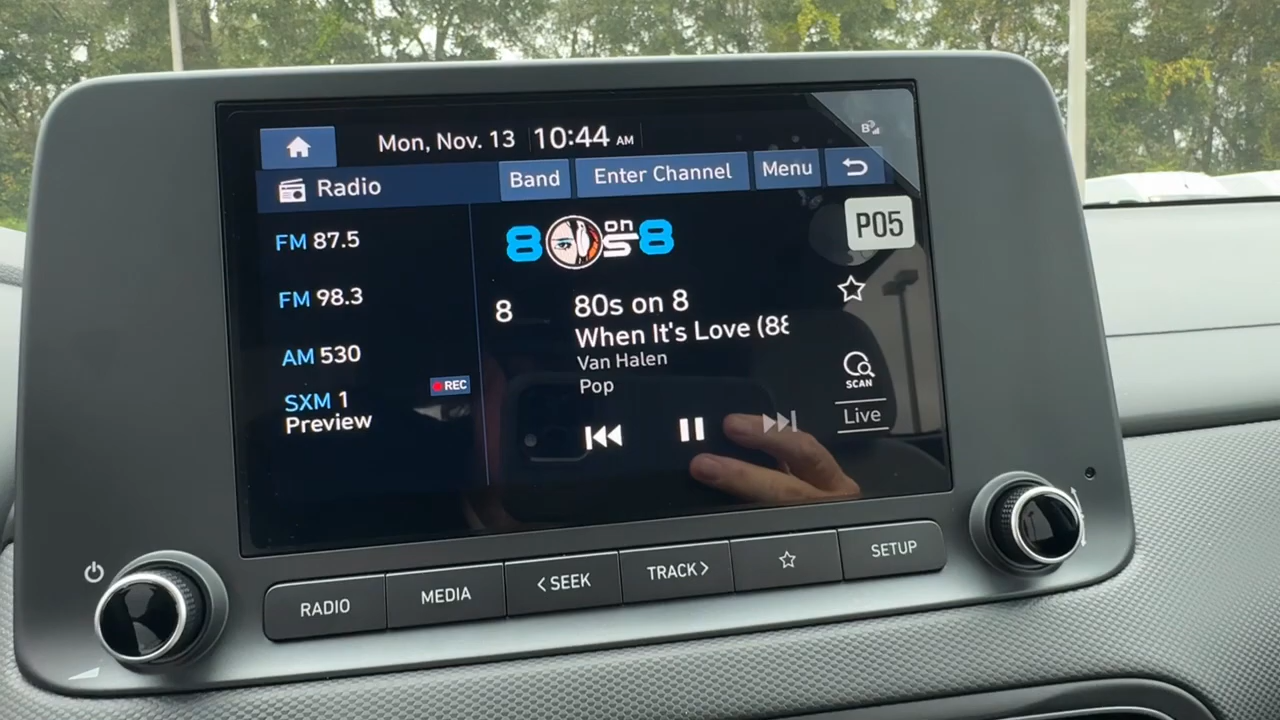 Mon, Nov. 13 10:44 AM
Radio Band Enter Channel Menu
FM 87.5
FM 98.3
AM 530
SXM 1
Preview
REC
80s on 8
P05
8 80s on 8
When It's Love (88
Van Halen
Pop
SCAN
Live
RADIO MEDIA < SEEK TRACK > SETUP